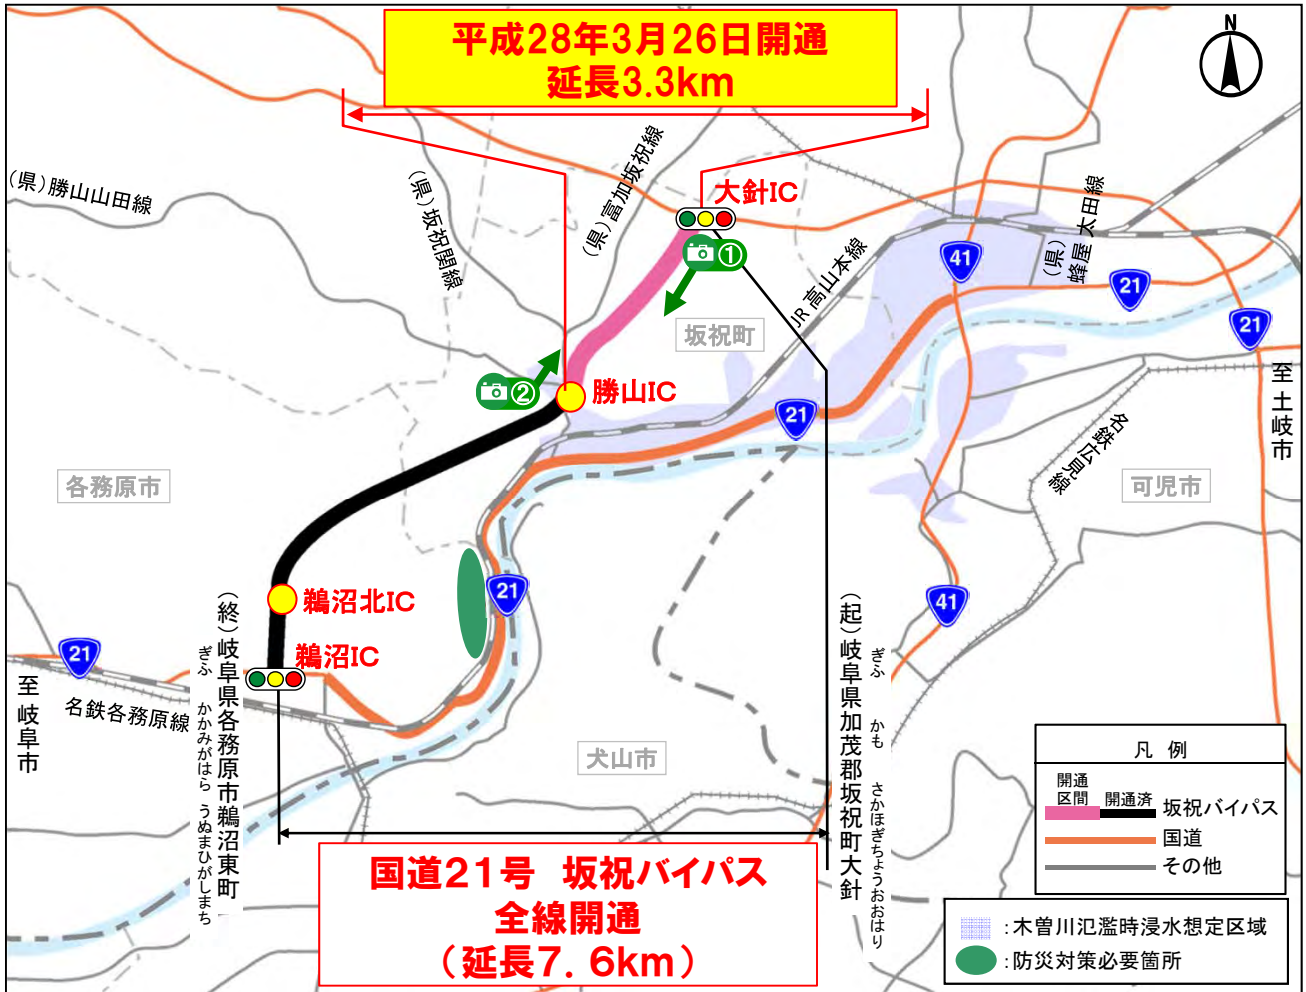 平成28年3月26日開通
延長3.3km
N
(県)勝山山田線
(県)坂祝関線
(県)富加坂祝線
大針IC
①
JR高山本線
41
(県)
蜂屋 太田線
21
21
坂祝町
②
勝山IC
21
至土岐市
名鉄広見線
各務原市
可児市
鵜沼北IC
21
41
鵜沼IC
21
至 岐阜市
名鉄各務原線
(終)岐阜県各務原市鵜沼東町
ぎふ かかみがはら うぬまひがしまち
(起)岐阜県加茂郡坂祝町大針
ぎふ かも さかほぎちょうおおはり
犬山市
国道21号 坂祝バイパス
全線開通
(延長7.6km)
凡 例
開通
区間
開通済
坂祝バイパス
国道
その他
:木曽川氾濫時浸水想定区域
:防災対策必要箇所